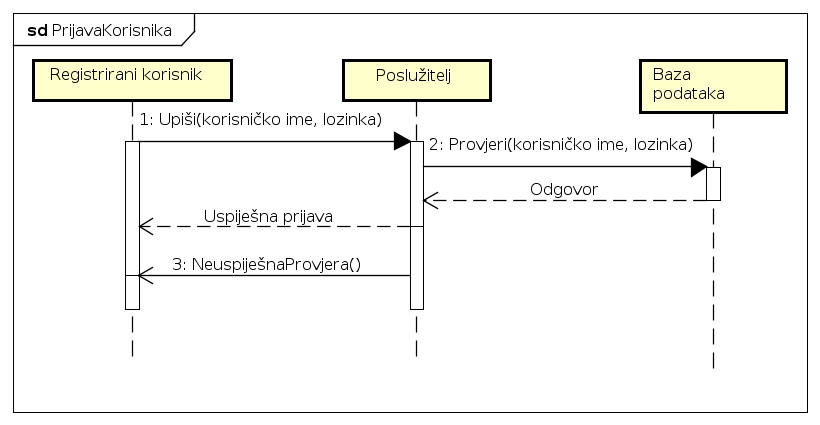 sd PrijavaKorisnika
Registrirani korisnik
Poslužitelj
Baza
podataka
1: Upiši(korisničko ime, lozinka)
2: Provjeri(korisničko ime, lozinka)
Odgovor
Uspiješna prijava
3: NeuspiješnaProvjera()